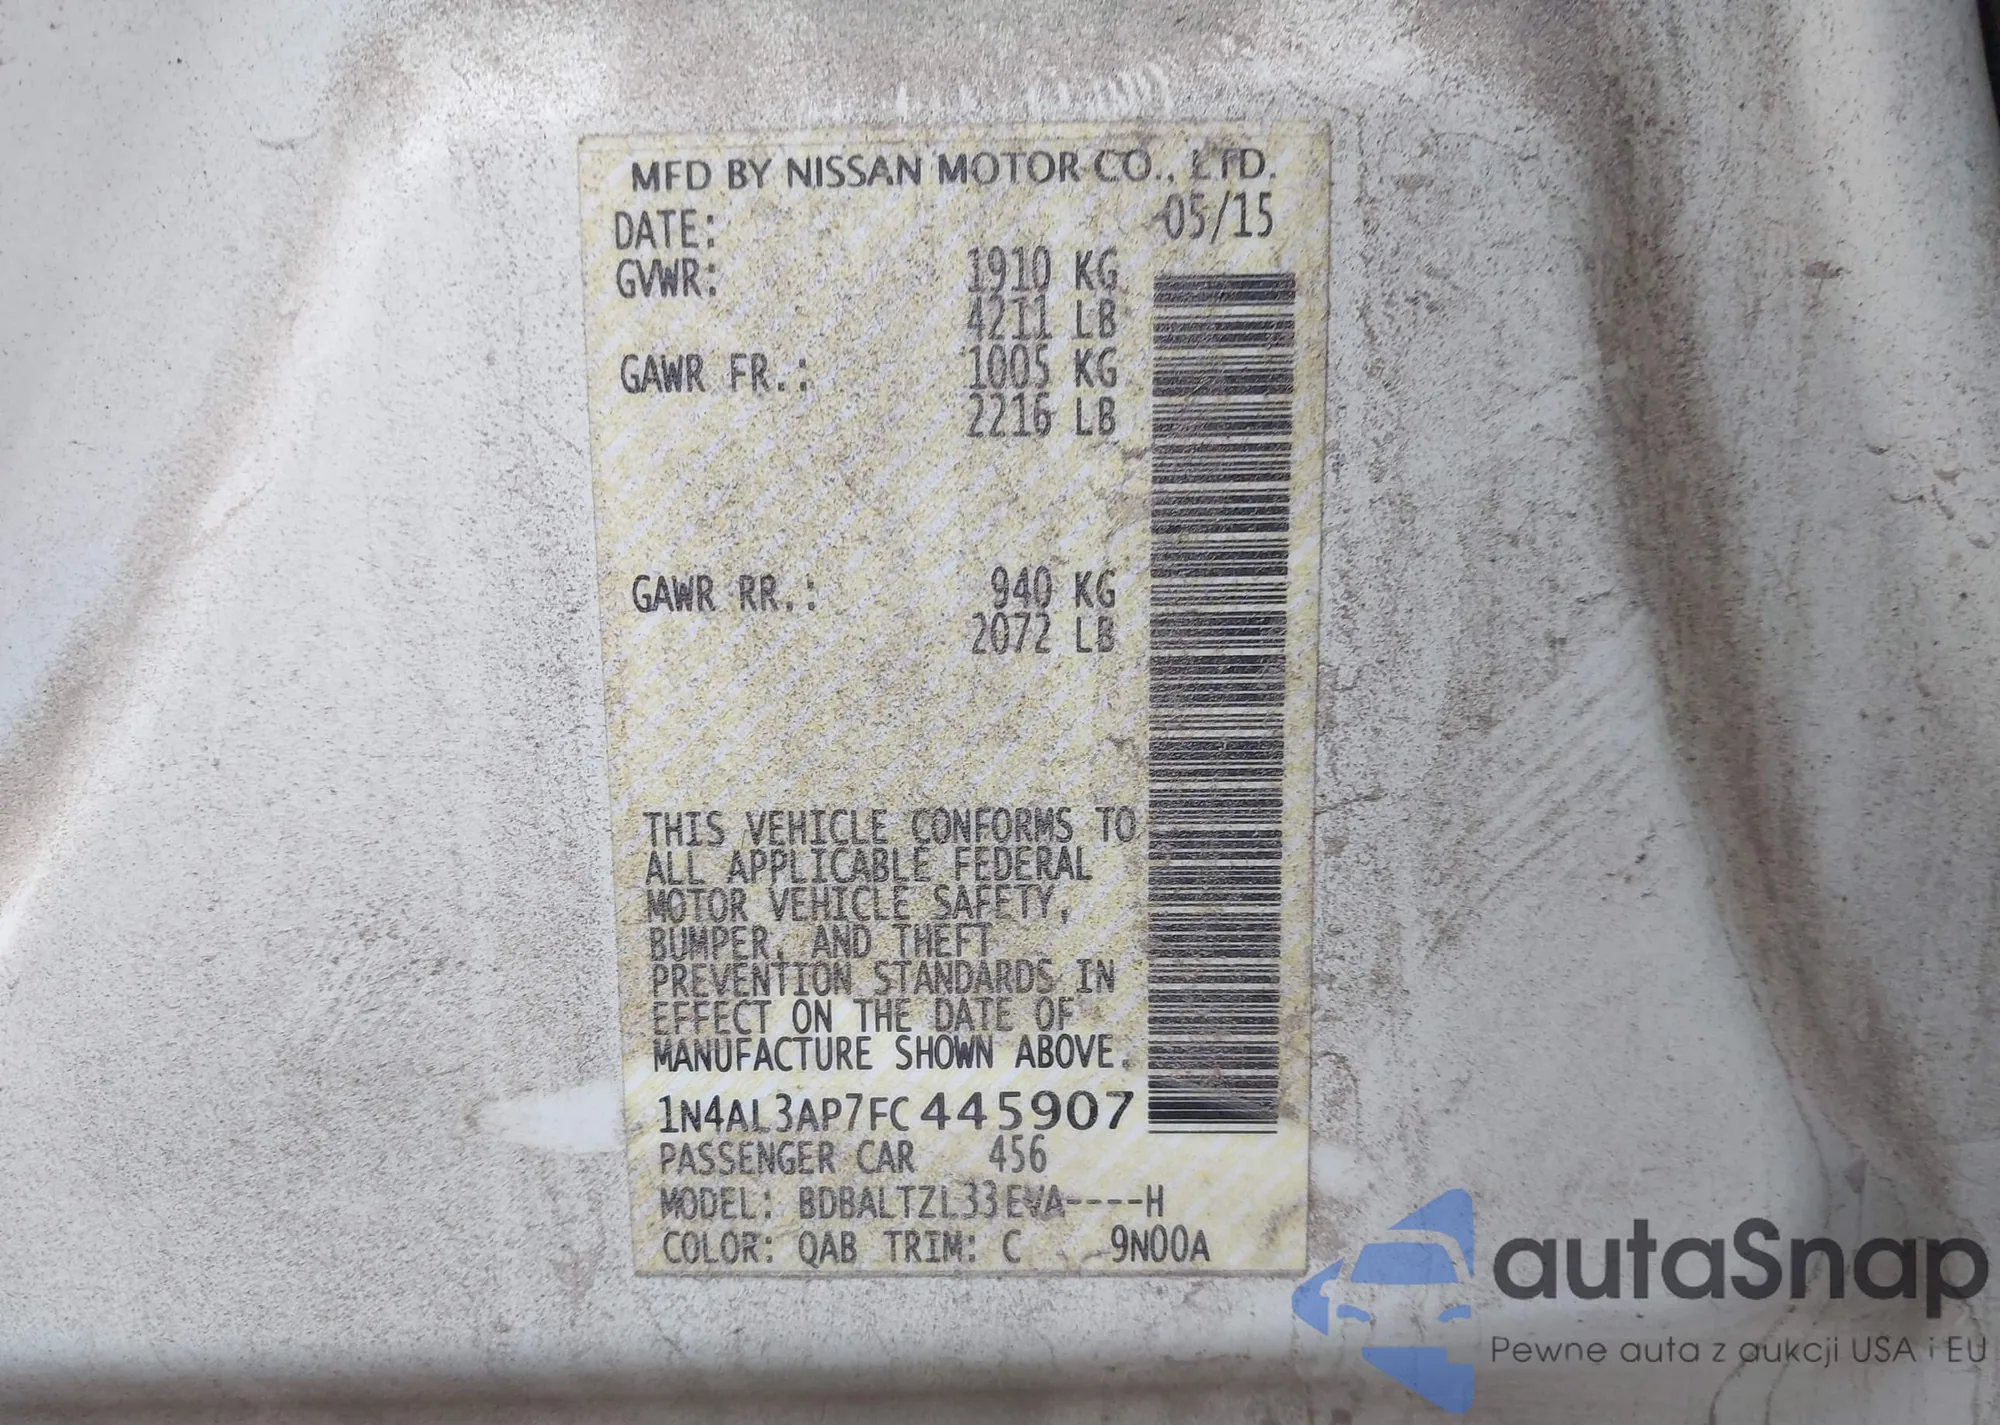 MFD BY NISSAN MOTOR CO., LTD.
DATE: 05/15
GVWR: 1910 KG
4211 LB
GAWR FR.: 1005 KG
2216 LB
GAWR RR.: 940 KG
2072 LB
THIS VEHICLE CONFORMS TO
ALL APPLICABLE FEDERAL
MOTOR VEHICLE SAFETY,
BUMPER, AND THEFT
PREVENTION STANDARDS IN
EFFECT ON THE DATE OF
MANUFACTURE SHOWN ABOVE.
1N4AL3AP7FC445907
PASSENGER CAR 456
MODEL: BDBALTZL33EVA----H
COLOR: QAB TRIM: C 9N00A
autaSnap
Pewne auta z aukcji USA i EU